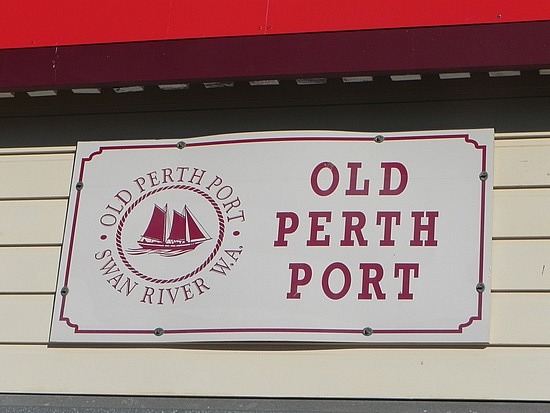 • OLD PERTH PORT •
SWAN RIVER W.A.
OLD
PERTH
PORT